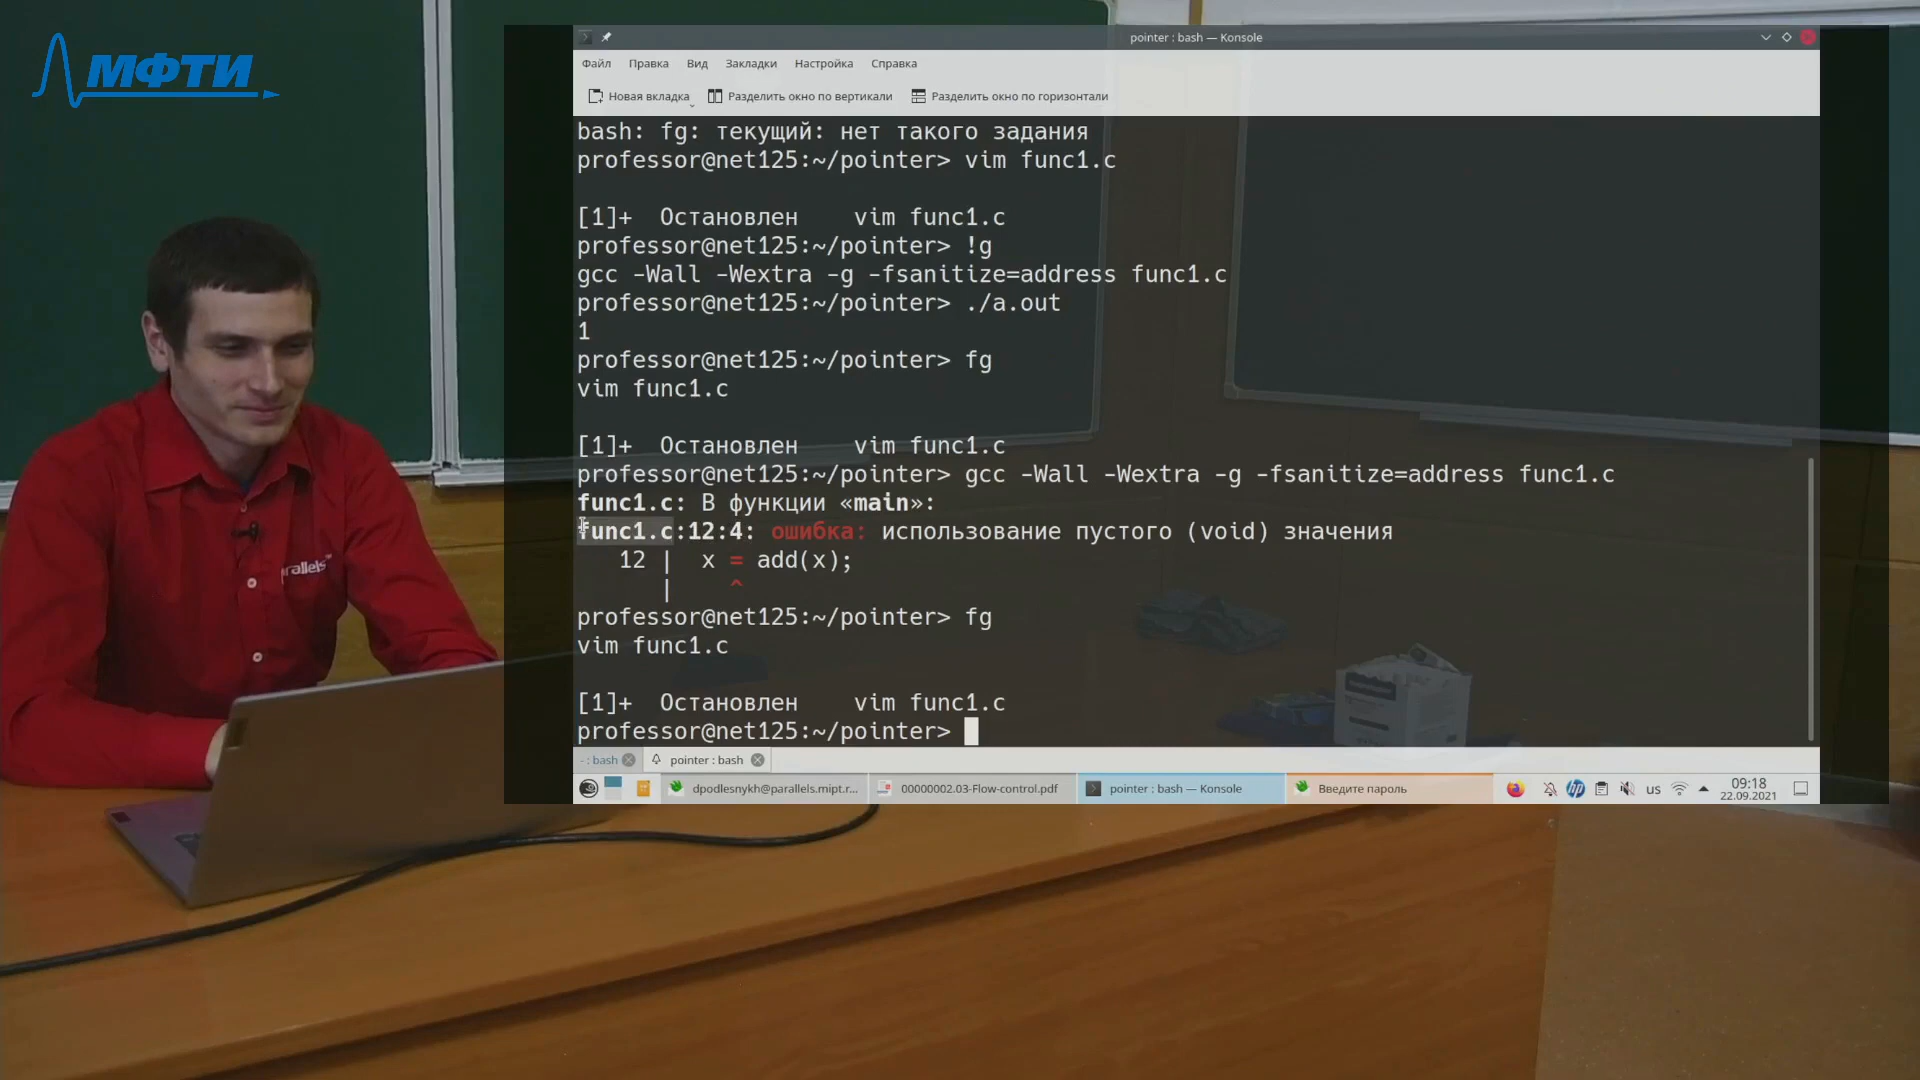 МФТИ
pointer : bash — Konsole
Файл Правка Вид Закладки Настройка Справка
Новая вкладка Разделить окно по вертикали Разделить окно по горизонтали
bash: fg: текущий: нет такого задания
professor@net125:~/pointer> vim func1.c
[1]+ Остановлен vim func1.c
professor@net125:~/pointer> !g
gcc -Wall -Wextra -g -fsanitize=address func1.c
professor@net125:~/pointer> ./a.out
1
professor@net125:~/pointer> fg
vim func1.c
[1]+ Остановлен vim func1.c
professor@net125:~/pointer> gcc -Wall -Wextra -g -fsanitize=address func1.c
func1.c: В функции «main»:
func1.c:12:4: ошибка: использование пустого (void) значения
12 | x = add(x);
| ^
professor@net125:~/pointer> fg
vim func1.c
[1]+ Остановлен vim func1.c
professor@net125:~/pointer>
- : bash pointer : bash
dpodlesnykh@parallels.mipt.r... 00000002.03-Flow-control.pdf pointer : bash — Konsole Введите пароль us 09:18
22.09.2021